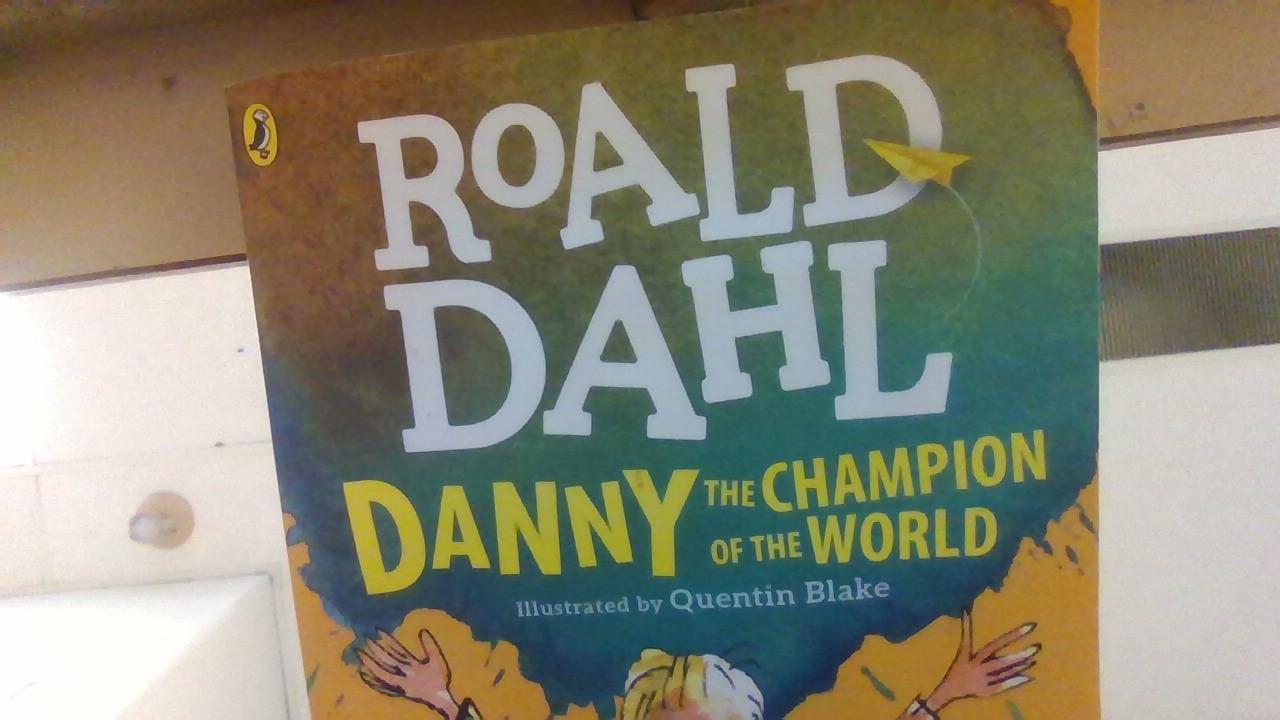 ROALD
DAHL
DANNY THE CHAMPION
OF THE WORLD
Illustrated by Quentin Blake